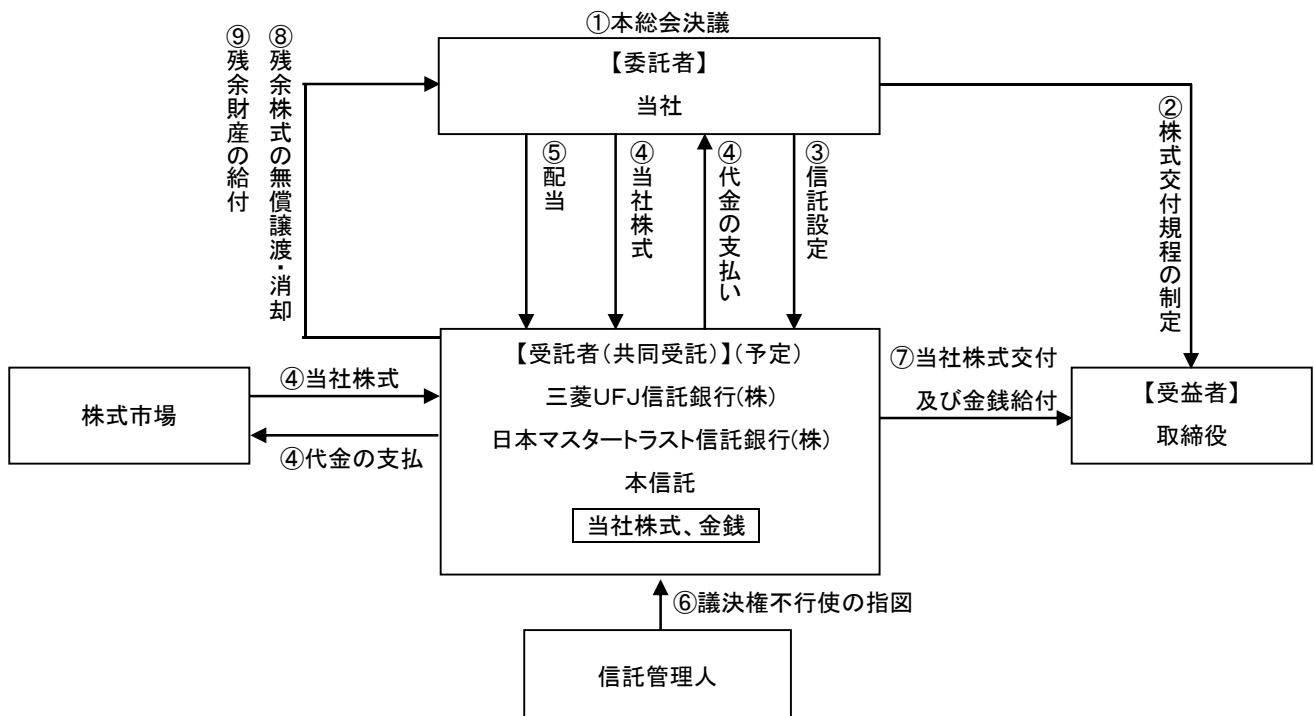 ①本総会決議
【委託者】
当社
⑨残余財産の給付
⑧残余株式の無償譲渡・消却
⑤配当
④当社株式
④代金の支払い
③信託設定
②株式交付規程の制定
【受託者(共同受託)】(予定)
三菱UFJ信託銀行(株)
日本マスタートラスト信託銀行(株)
本信託
当社株式、金銭
株式市場
④当社株式
④代金の支払
⑦当社株式交付
及び金銭給付
【受益者】
取締役
⑥議決権不行使の指図
信託管理人